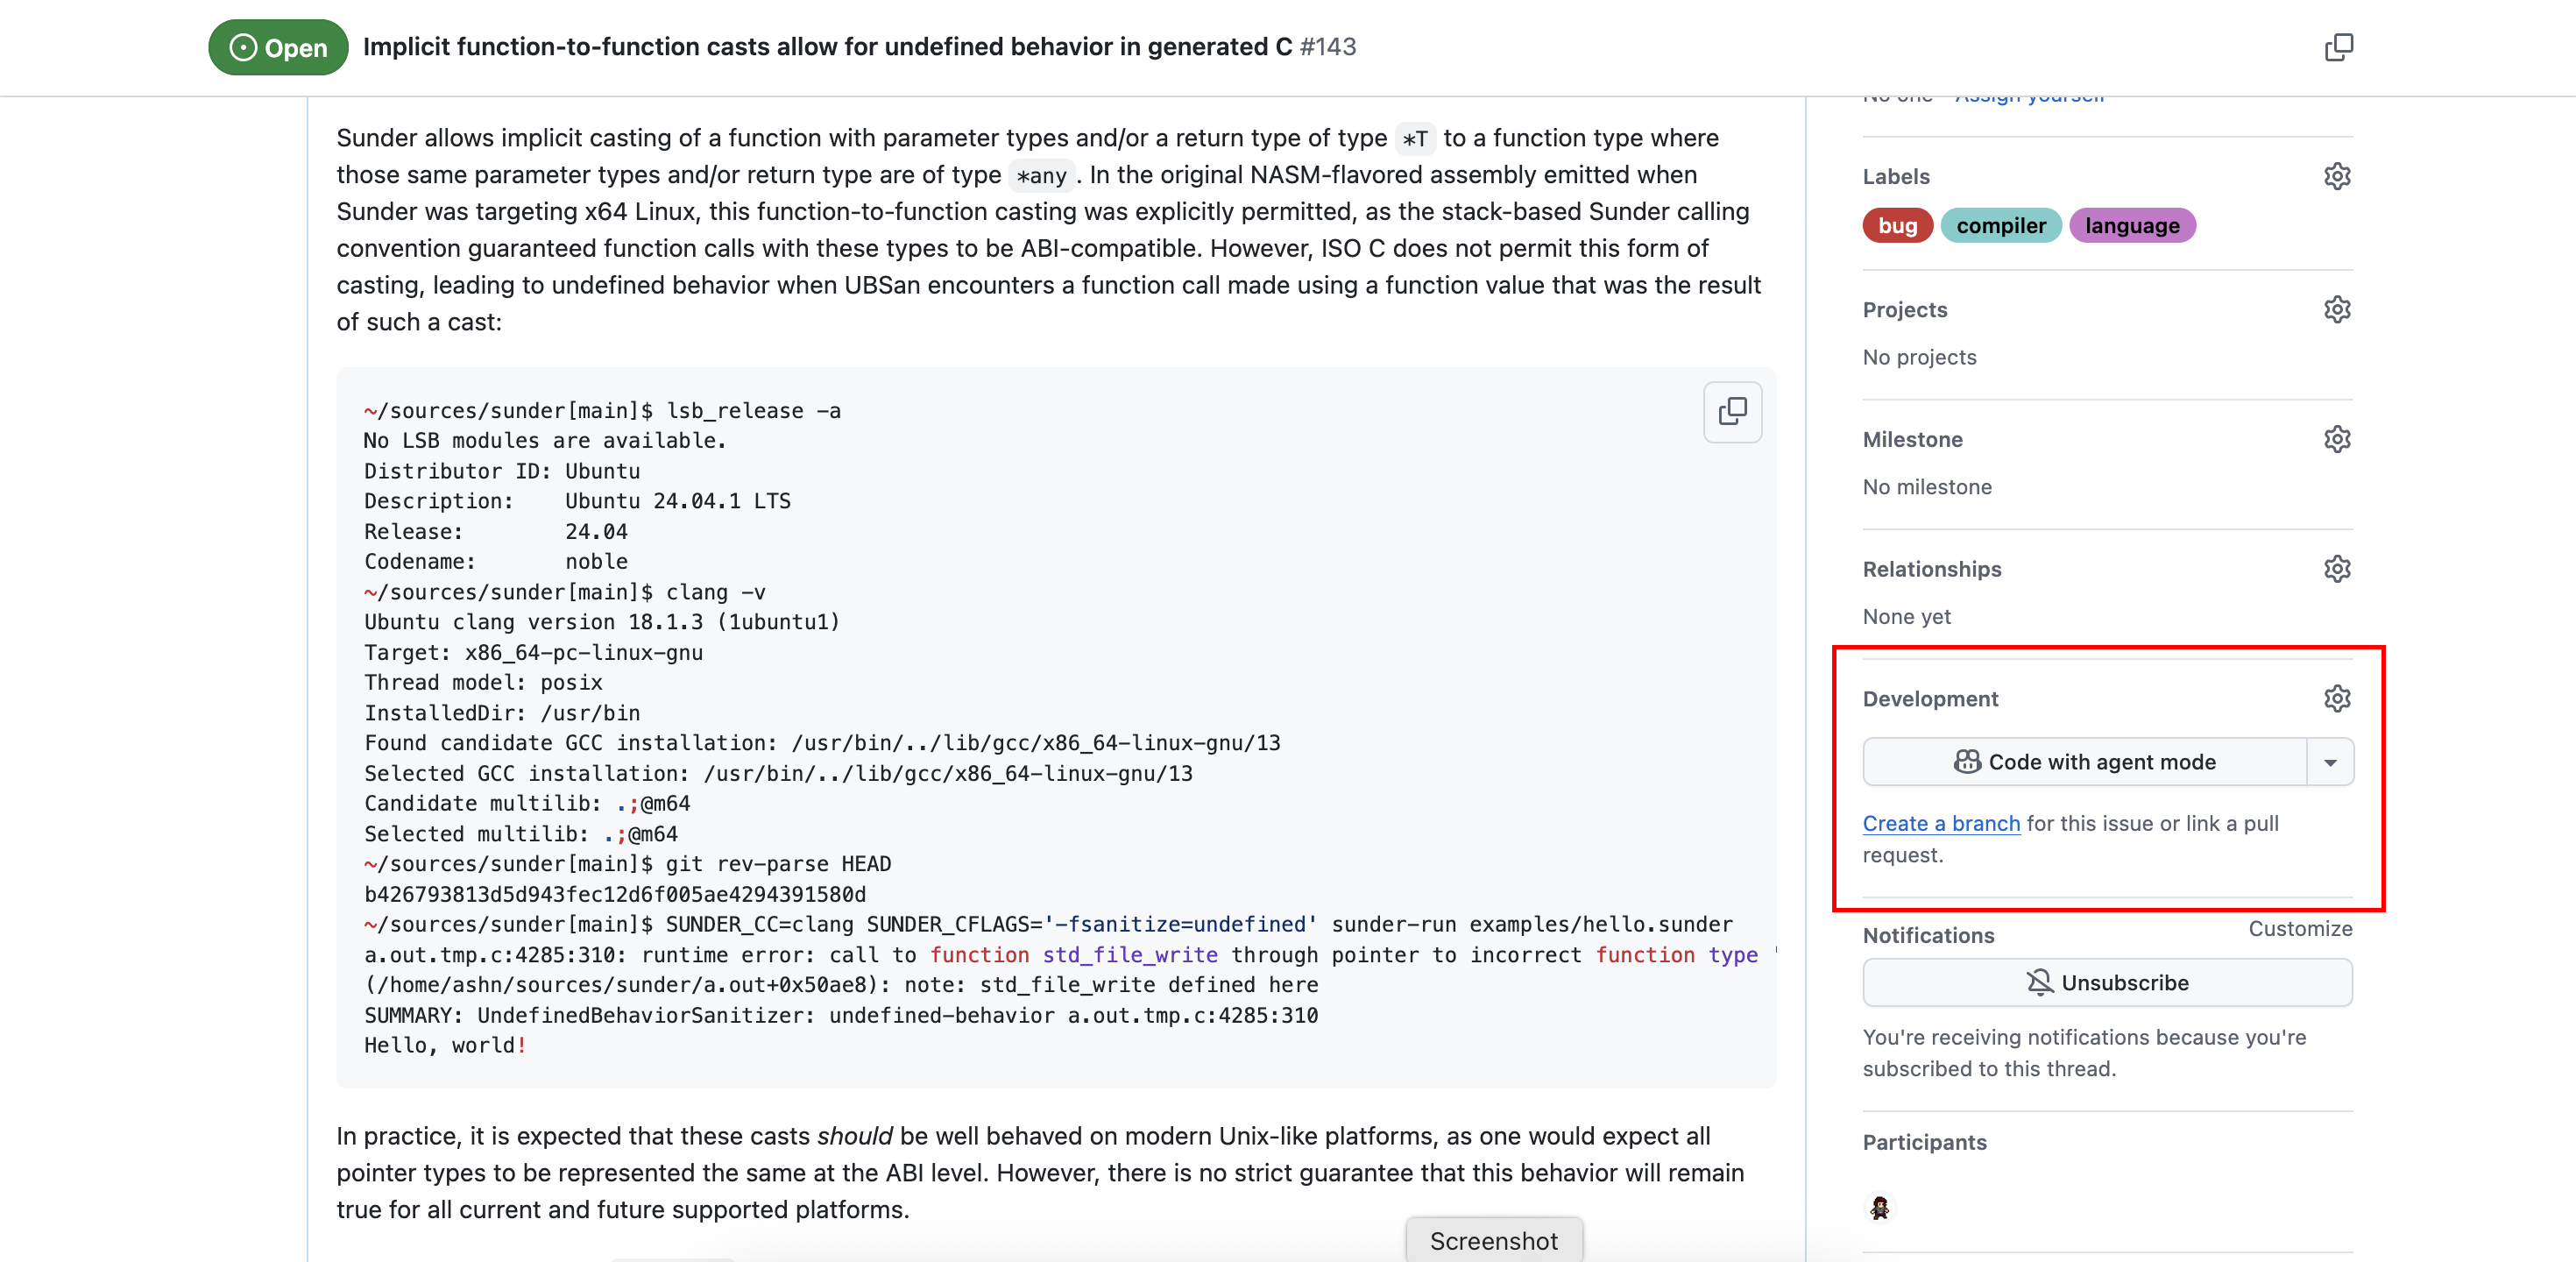 Open Implicit function-to-function casts allow for undefined behavior in generated C #143
Sunder allows implicit casting of a function with parameter types and/or a return type of type *T to a function type where
those same parameter types and/or return type are of type *any. In the original NASM-flavored assembly emitted when
Sunder was targeting x64 Linux, this function-to-function casting was explicitly permitted, as the stack-based Sunder calling
convention guaranteed function calls with these types to be ABI-compatible. However, ISO C does not permit this form of
casting, leading to undefined behavior when UBSan encounters a function call made using a function value that was the result
of such a cast:
~/sources/sunder[main]$ lsb_release -a
No LSB modules are available.
Distributor ID: Ubuntu
Description:    Ubuntu 24.04.1 LTS
Release:        24.04
Codename:       noble
~/sources/sunder[main]$ clang -v
Ubuntu clang version 18.1.3 (1ubuntu1)
Target: x86_64-pc-linux-gnu
Thread model: posix
InstalledDir: /usr/bin
Found candidate GCC installation: /usr/bin/../lib/gcc/x86_64-linux-gnu/13
Selected GCC installation: /usr/bin/../lib/gcc/x86_64-linux-gnu/13
Candidate multilib: .;@m64
Selected multilib: .;@m64
~/sources/sunder[main]$ git rev-parse HEAD
b426793813d5d943fec12d6f005ae4294391580d
~/sources/sunder[main]$ SUNDER_CC=clang SUNDER_CFLAGS='-fsanitize=undefined' sunder-run examples/hello.sunder
a.out.tmp.c:4285:310: runtime error: call to function std_file_write through pointer to incorrect function type '
(/home/ashn/sources/sunder/a.out+0x50ae8): note: std_file_write defined here
SUMMARY: UndefinedBehaviorSanitizer: undefined-behavior a.out.tmp.c:4285:310
Hello, world!
In practice, it is expected that these casts should be well behaved on modern Unix-like platforms, as one would expect all
pointer types to be represented the same at the ABI level. However, there is no strict guarantee that this behavior will remain
true for all current and future supported platforms.
Screenshot
No one - Assign yourself
Labels
bug compiler language
Projects
No projects
Milestone
No milestone
Relationships
None yet
Development
Code with agent mode
Create a branch for this issue or link a pull
request.
Notifications Customize
Unsubscribe
You're receiving notifications because you're
subscribed to this thread.
Participants